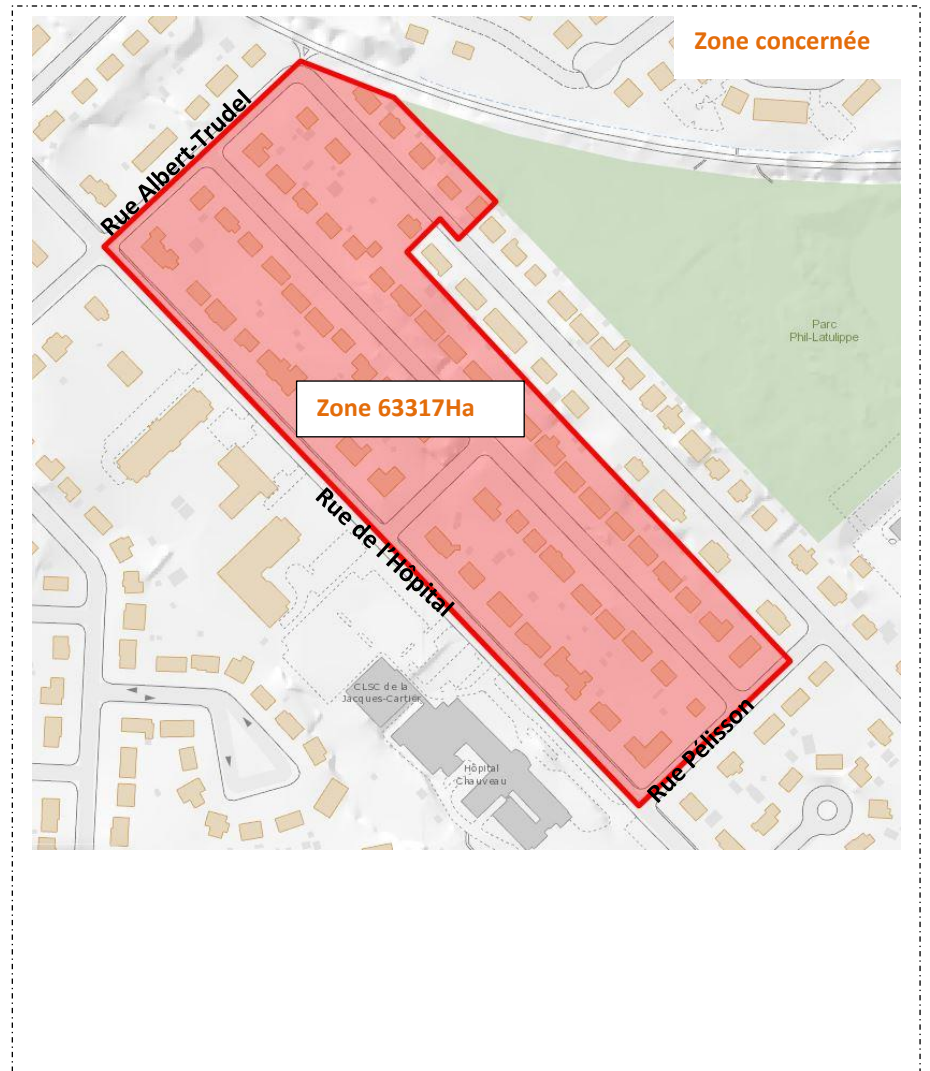 Zone concernée
Rue Albert-Trudel
Parc
Phil-Latulippe
Zone 63317Ha
Rue de l'Hôpital
CLSC de la
Jacques-Cartier
Rue Pélisson
Hôpital
Chauveau